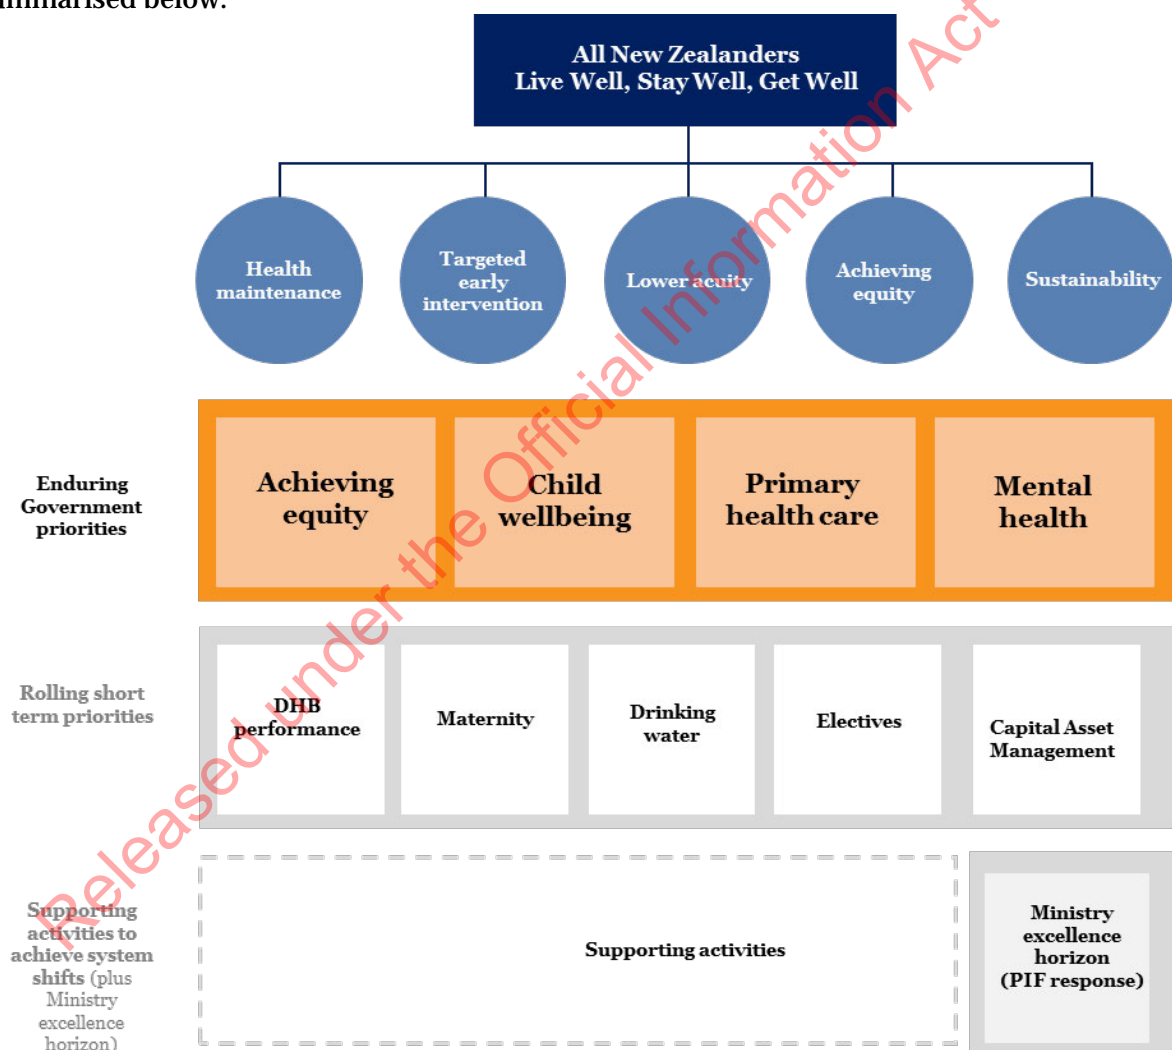 summarised below.
All New Zealanders
Live Well, Stay Well, Get Well
Health
maintenance
Targeted
early
intervention
Lower acuity
Achieving
equity
Sustainability
Enduring
Government
priorities
Achieving
equity
Child
wellbeing
Primary
health care
Mental
health
Rolling short
term priorities
DHB
performance
Maternity
Drinking
water
Electives
Capital Asset
Management
Supporting
activities to
achieve system
shifts (plus
Ministry
excellence
horizon)
Supporting activities
Ministry
excellence
horizon
(PIF response)
Released under the Official Information Act